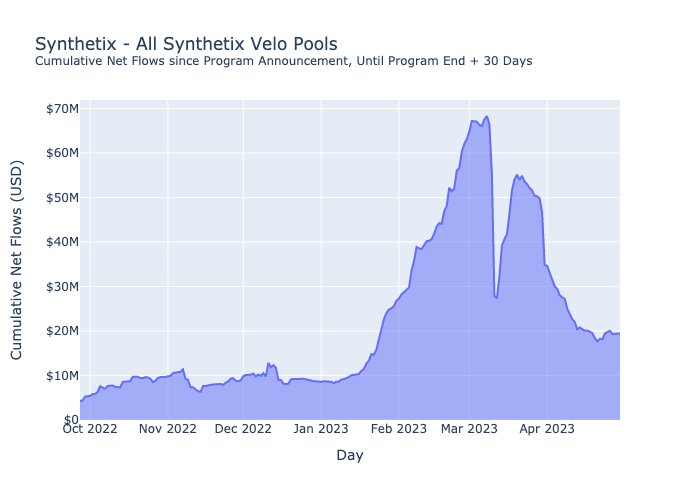 Synthetix - All Synthetix Velo Pools
Cumulative Net Flows since Program Announcement, Until Program End + 30 Days
Cumulative Net Flows (USD)
$70M
$60M
$50M
$40M
$30M
$20M
$10M
$0
Oct 2022 Nov 2022 Dec 2022 Jan 2023 Feb 2023 Mar 2023 Apr 2023
Day